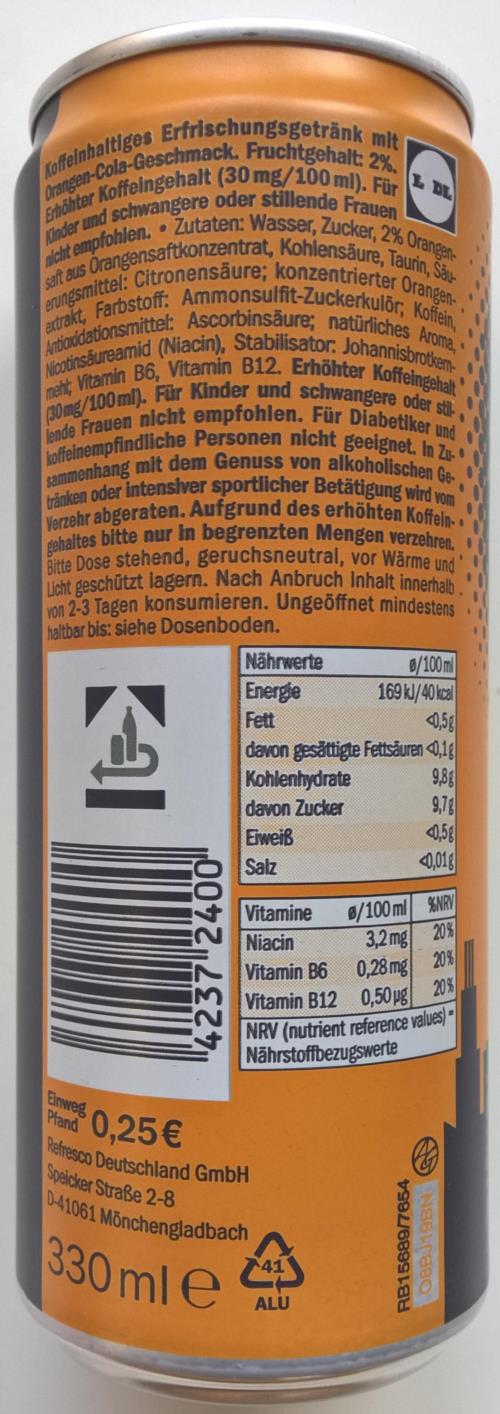 Koffeinhaltiges Erfrischungsgetränk mit
Orangen-Cola-Geschmack. Fruchtgehalt: 2%.
Erhöhter Koffeingehalt (30 mg/100 ml). Für
Kinder und schwangere oder stillende Frauen
nicht empfohlen. • Zutaten: Wasser, Zucker, 2% Orangen-
saft aus Orangensaftkonzentrat, Kohlensäure, Taurin, Säu-
erungsmittel: Citronensäure; konzentrierter Orangen-
extrakt, Farbstoff: Ammonsulfit-Zuckerkulör; Koffein,
Antioxidationsmittel: Ascorbinsäure; natürliches Aroma,
Nicotinsäureamid (Niacin), Stabilisator: Johannisbrotkern-
mehl; Vitamin B6, Vitamin B12. Erhöhter Koffeingehalt
(30 mg/100 ml). Für Kinder und schwangere oder stil-
lende Frauen nicht empfohlen. Für Diabetiker und
koffeinempfindliche Personen nicht geeignet. In Zu-
sammenhang mit dem Genuss von alkoholischen Ge-
tränken oder intensiver sportlicher Betätigung wird vom
Verzehr abgeraten. Aufgrund des erhöhten Koffein-
gehaltes bitte nur in begrenzten Mengen verzehren.
Bitte Dose stehend, geruchsneutral, vor Wärme und
Licht geschützt lagern. Nach Anbruch Inhalt innerhalb
von 2-3 Tagen konsumieren. Ungeöffnet mindestens
haltbar bis: siehe Dosenboden.
L DL
Nährwerte ø/100 ml
Energie 169 kJ/40 kcal
Fett <0,5 g
davon gesättigte Fettsäuren <0,1 g
Kohlenhydrate 9,8 g
davon Zucker 9,7 g
Eiweiß <0,5 g
Salz <0,01 g
Vitamine ø/100 ml %NRV
Niacin 3,2 mg 20%
Vitamin B6 0,28 mg 20%
Vitamin B12 0,50 µg 20%
NRV (nutrient reference values) =
Nährstoffbezugswerte
4237 2400
Einweg
Pfand 0,25 €
Refresco Deutschland GmbH
Speicker Straße 2-8
D-41061 Mönchengladbach
330 ml e
41
ALU
RB15689/7654
O8BJ19BN